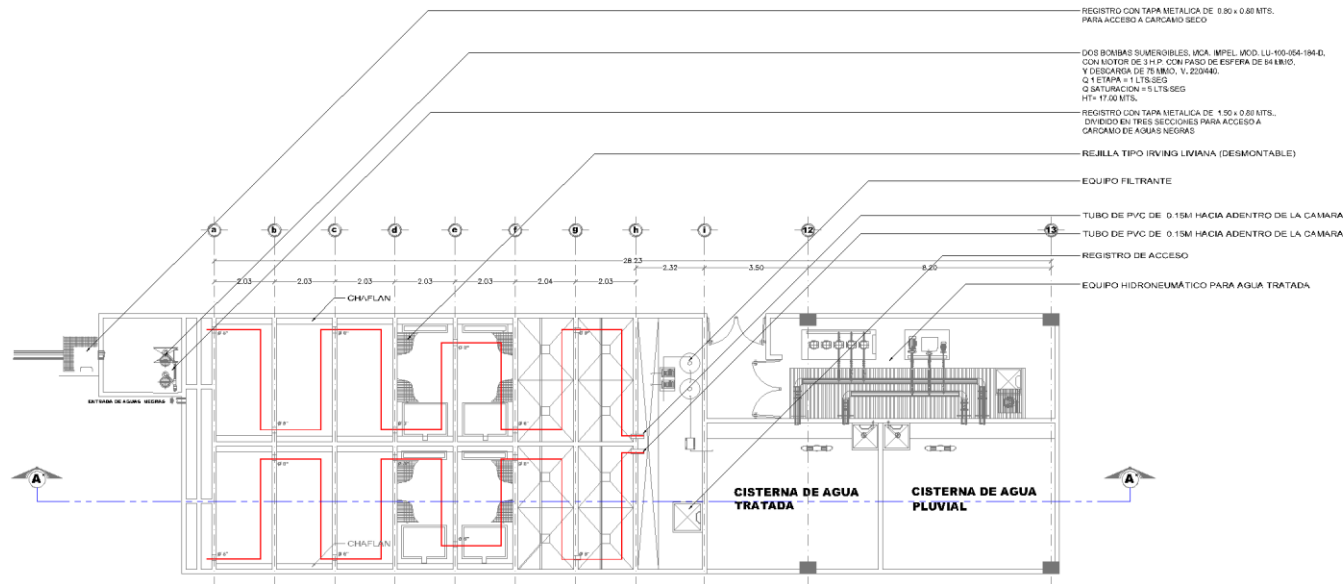 REGISTRO CON TAPA METALICA DE 0.80 x 0.80 MTS.
PARA ACCESO A CARCAMO SECO
DOS BOMBAS SUMERGIBLES, MCA. IMPEL. MOD. LU-100-054-184-D,
CON MOTOR DE 3 H.P. CON PASO DE ESFERA DE 64 MMO,
Y DESCARGA DE 75 MMO, V. 220/440.
Q 1 ETAPA = 1 LTS/SEG
Q SATURACION = 5 LTS/SEG
HT= 17.00 MTS.
REGISTRO CON TAPA METALICA DE 1.50 x 0.80 MTS.,
DIVIDIDO EN TRES SECCIONES PARA ACCESO A
CARCAMO DE AGUAS NEGRAS
REJILLA TIPO IRVING LIVIANA (DESMONTABLE)
EQUIPO FILTRANTE
TUBO DE PVC DE 0.15M HACIA ADENTRO DE LA CAMARA
TUBO DE PVC DE 0.15M HACIA ADENTRO DE LA CAMARA
REGISTRO DE ACCESO
EQUIPO HIDRONEUMÁTICO PARA AGUA TRATADA
a b c d e f g h i 12 13
28.23
2.32 3.50 8.20
2.03 2.03 2.03 2.03 2.03 2.04 2.03
CHAFLAN
ENTRADA DE AGUAS NEGRAS
A'
CISTERNA DE AGUA
TRATADA
CISTERNA DE AGUA
PLUVIAL
A'
CHAFLAN